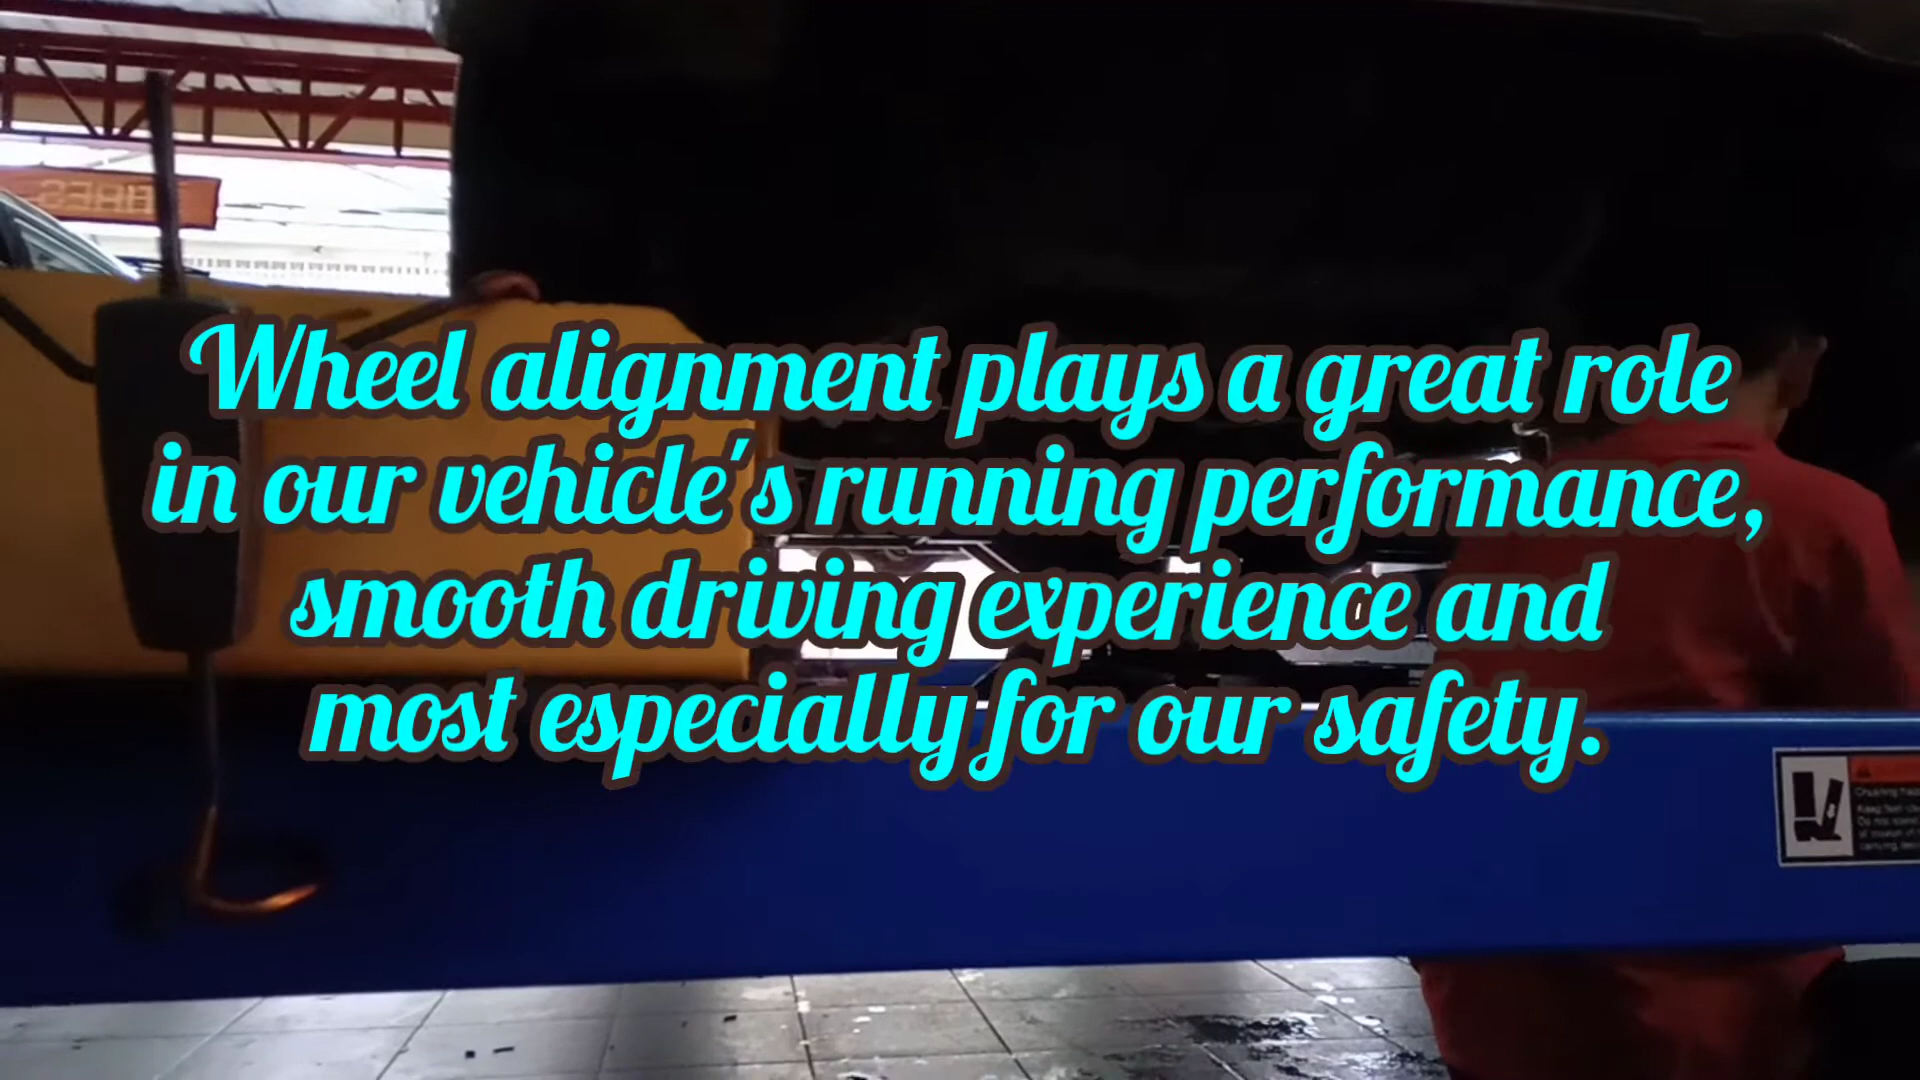 Wheel alignment plays a great role
in our vehicle's running performance,
smooth driving experience and
most especially for our safety.